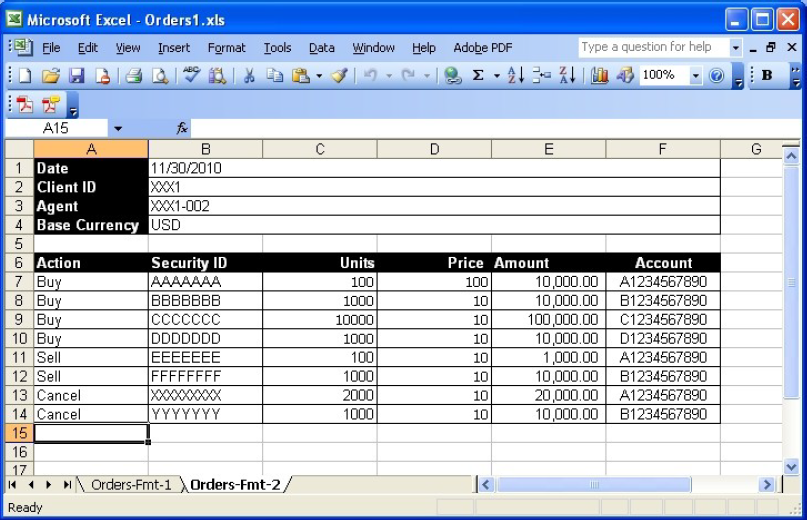 Microsoft Excel - Orders1.xls
File Edit View Insert Format Tools Data Window Help Adobe PDF Type a question for help
Σ 100% B
A15 fx
A B C D E F G
1 Date 11/30/2010
2 Client ID XXX1
3 Agent XXX1-002
4 Base Currency USD
5
6 Action Security ID Units Price Amount Account
7 Buy AAAAAAA 100 100 10,000.00 A1234567890
8 Buy BBBBBBB 1000 10 10,000.00 B1234567890
9 Buy CCCCCCC 10000 10 100,000.00 C1234567890
10 Buy DDDDDDD 1000 10 10,000.00 D1234567890
11 Sell EEEEEEE 100 10 1,000.00 A1234567890
12 Sell FFFFFFFF 1000 10 10,000.00 B1234567890
13 Cancel XXXXXXXXX 2000 10 20,000.00 A1234567890
14 Cancel YYYYYYY 1000 10 10,000.00 B1234567890
15
16
17
Orders-Fmt-1 Orders-Fmt-2
Ready